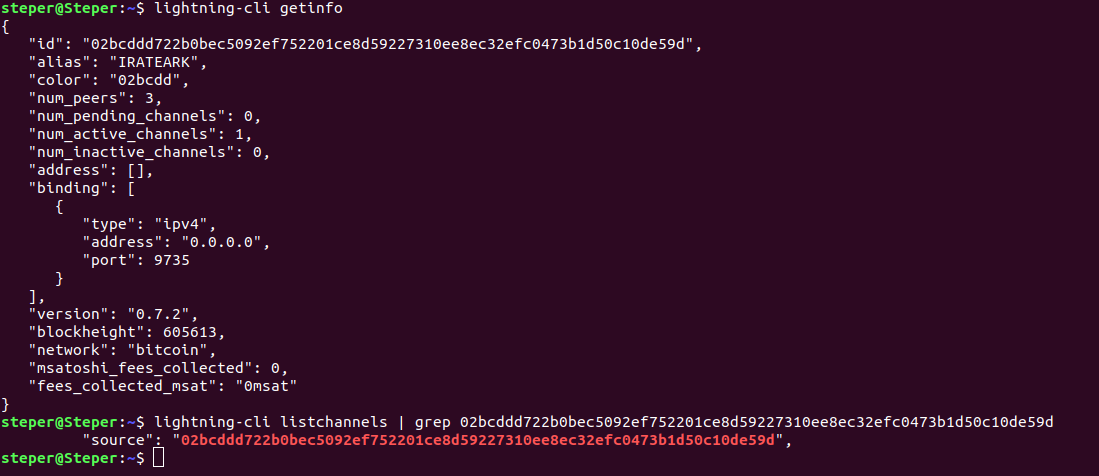 steper@Steper:~$ lightning-cli getinfo
{
   "id": "02bcddd722b0bec5092ef752201ce8d59227310ee8ec32efc0473b1d50c10de59d",
   "alias": "IRATEARK",
   "color": "02bcdd",
   "num_peers": 3,
   "num_pending_channels": 0,
   "num_active_channels": 1,
   "num_inactive_channels": 0,
   "address": [],
   "binding": [
      {
         "type": "ipv4",
         "address": "0.0.0.0",
         "port": 9735
      }
   ],
   "version": "0.7.2",
   "blockheight": 605613,
   "network": "bitcoin",
   "msatoshi_fees_collected": 0,
   "fees_collected_msat": "0msat"
}
steper@Steper:~$ lightning-cli listchannels | grep 02bcddd722b0bec5092ef752201ce8d59227310ee8ec32efc0473b1d50c10de59d
         "source": "02bcddd722b0bec5092ef752201ce8d59227310ee8ec32efc0473b1d50c10de59d",
steper@Steper:~$